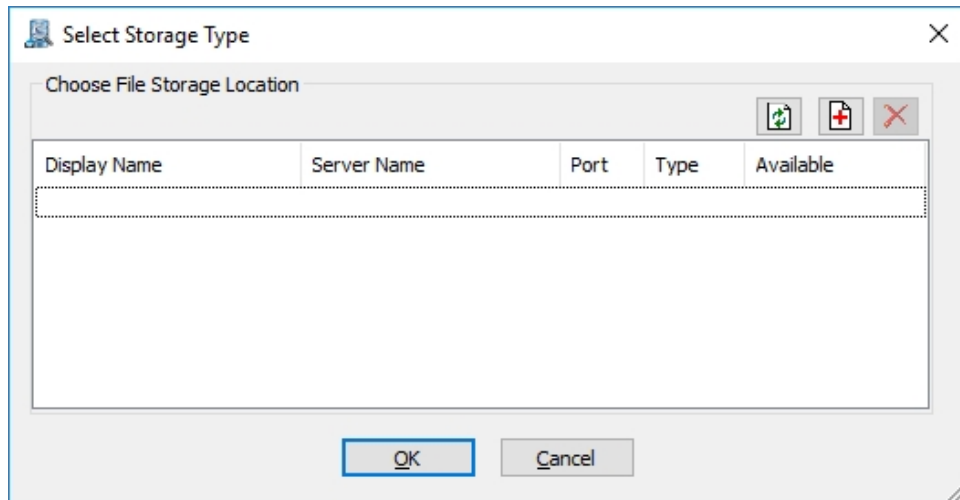 Select Storage Type
Choose File Storage Location
Display Name Server Name Port Type Available
OK Cancel